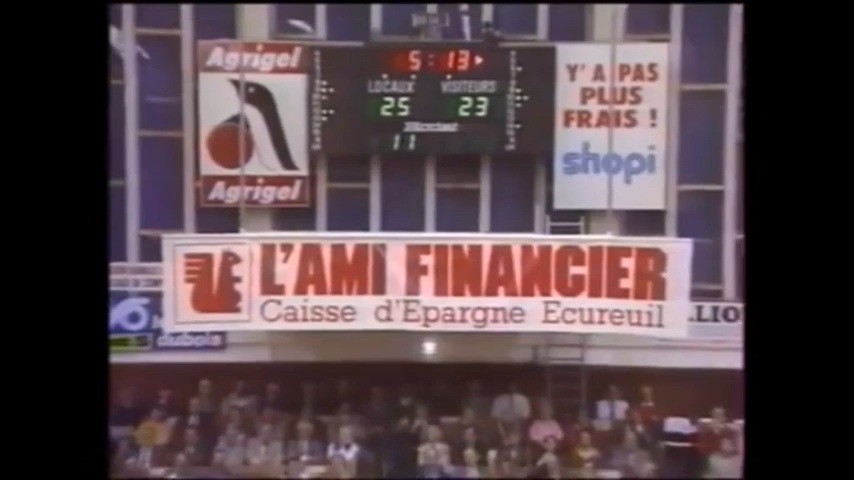 Agrigel
5:13
LOCAUX VISITEURS
25 23
11
Agrigel
Y'A PAS
PLUS
FRAIS !
shopi
L'AMI FINANCIER
Caisse d'Epargne Ecureuil
dubois